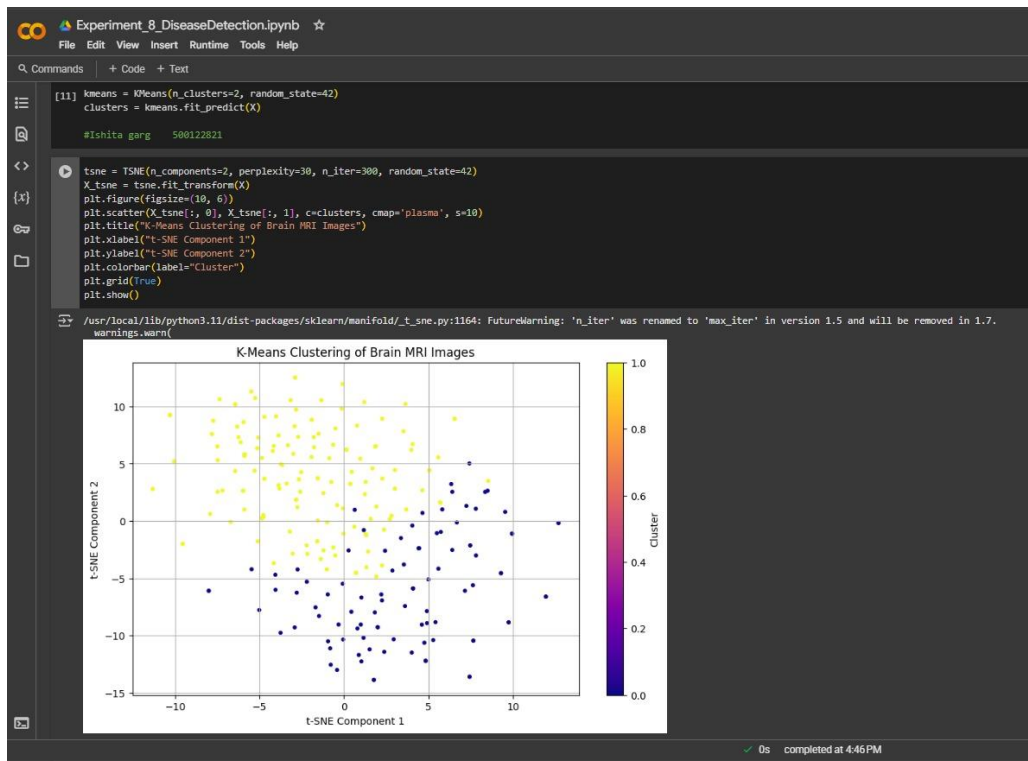 Experiment_8_DiseaseDetection.ipynb
File Edit View Insert Runtime Tools Help
Commands + Code + Text
[11] kmeans = KMeans(n_clusters=2, random_state=42)
clusters = kmeans.fit_predict(X)
#Ishita garg 500122821
tsne = TSNE(n_components=2, perplexity=30, n_iter=300, random_state=42)
X_tsne = tsne.fit_transform(X)
plt.figure(figsize=(10, 6))
plt.scatter(X_tsne[:, 0], X_tsne[:, 1], c=clusters, cmap='plasma', s=10)
plt.title("K-Means Clustering of Brain MRI Images")
plt.xlabel("t-SNE Component 1")
plt.ylabel("t-SNE Component 2")
plt.colorbar(label="Cluster")
plt.grid(True)
plt.show()
/usr/local/lib/python3.11/dist-packages/sklearn/manifold/_t_sne.py:1164: FutureWarning: 'n_iter' was renamed to 'max_iter' in version 1.5 and will be removed in 1.7.
warnings.warn(
K-Means Clustering of Brain MRI Images
10
5
0
−5
−10
−15
t-SNE Component 2
−10 −5 0 5 10
t-SNE Component 1
1.0
0.8
0.6
0.4
0.2
0.0
Cluster
{x}
0s completed at 4:46 PM